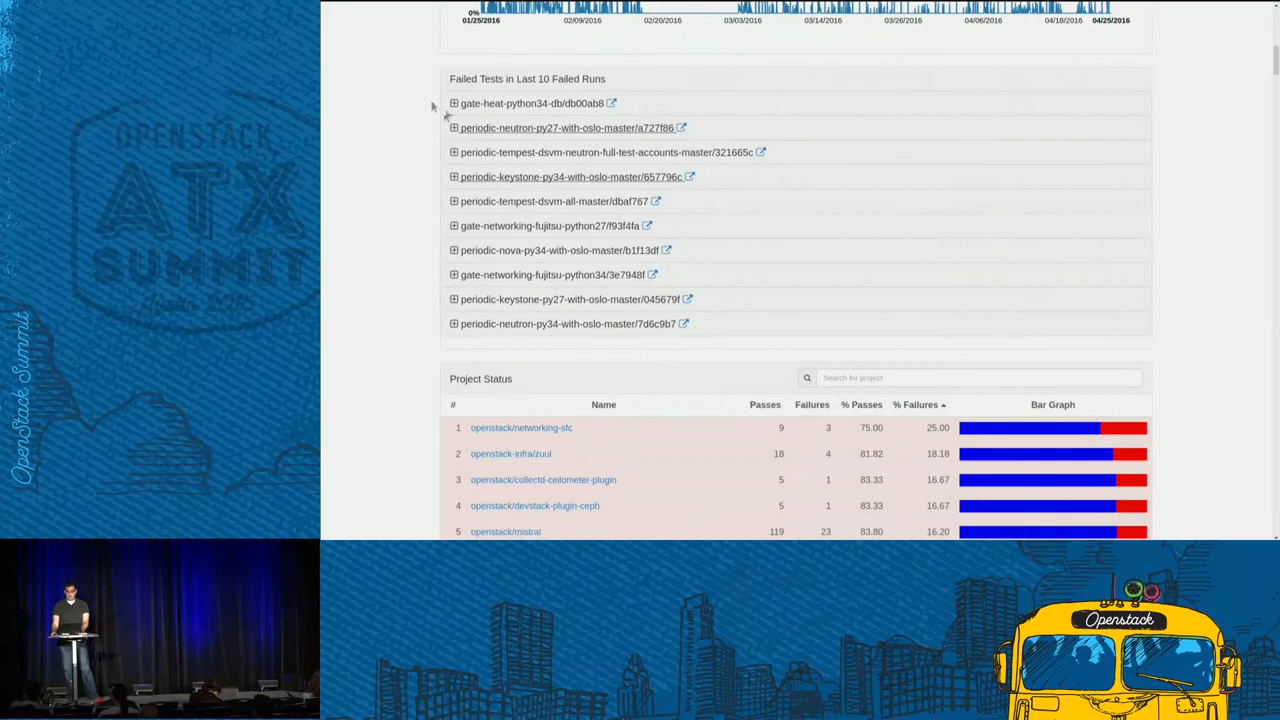 0%
01/25/2016 02/09/2016 02/20/2016 03/03/2016 03/14/2016 03/26/2016 04/06/2016 04/18/2016 04/25/2016
Failed Tests in Last 10 Failed Runs
gate-heat-python34-db/db00ab8
periodic-neutron-py27-with-oslo-master/a727f86
periodic-tempest-dsvm-neutron-full-test-accounts-master/321665c
periodic-keystone-py34-with-oslo-master/657796c
periodic-tempest-dsvm-all-master/dbaf767
gate-networking-fujitsu-python27/f93f4fa
periodic-nova-py34-with-oslo-master/b1f13df
gate-networking-fujitsu-python34/3e7948f
periodic-keystone-py27-with-oslo-master/045679f
periodic-neutron-py34-with-oslo-master/7d6c9b7
Project Status Search for project
# Name Passes Failures % Passes % Failures Bar Graph
1 openstack/networking-sfc 9 3 75.00 25.00
2 openstack-infra/zuul 18 4 81.82 18.18
3 openstack/collectd-ceilometer-plugin 5 1 83.33 16.67
4 openstack/devstack-plugin-ceph 5 1 83.33 16.67
5 openstack/mistral 119 23 83.80 16.20
OPENSTACK
ATX
SUMMIT
Austin 2016
OpenStack Summit
Openstack